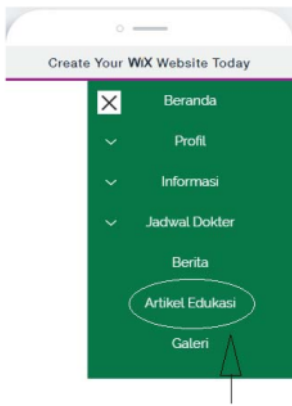 Create Your WiX Website Today
Beranda
Profil
Informasi
Jadwal Dokter
Berita
Artikel Edukasi
Galeri